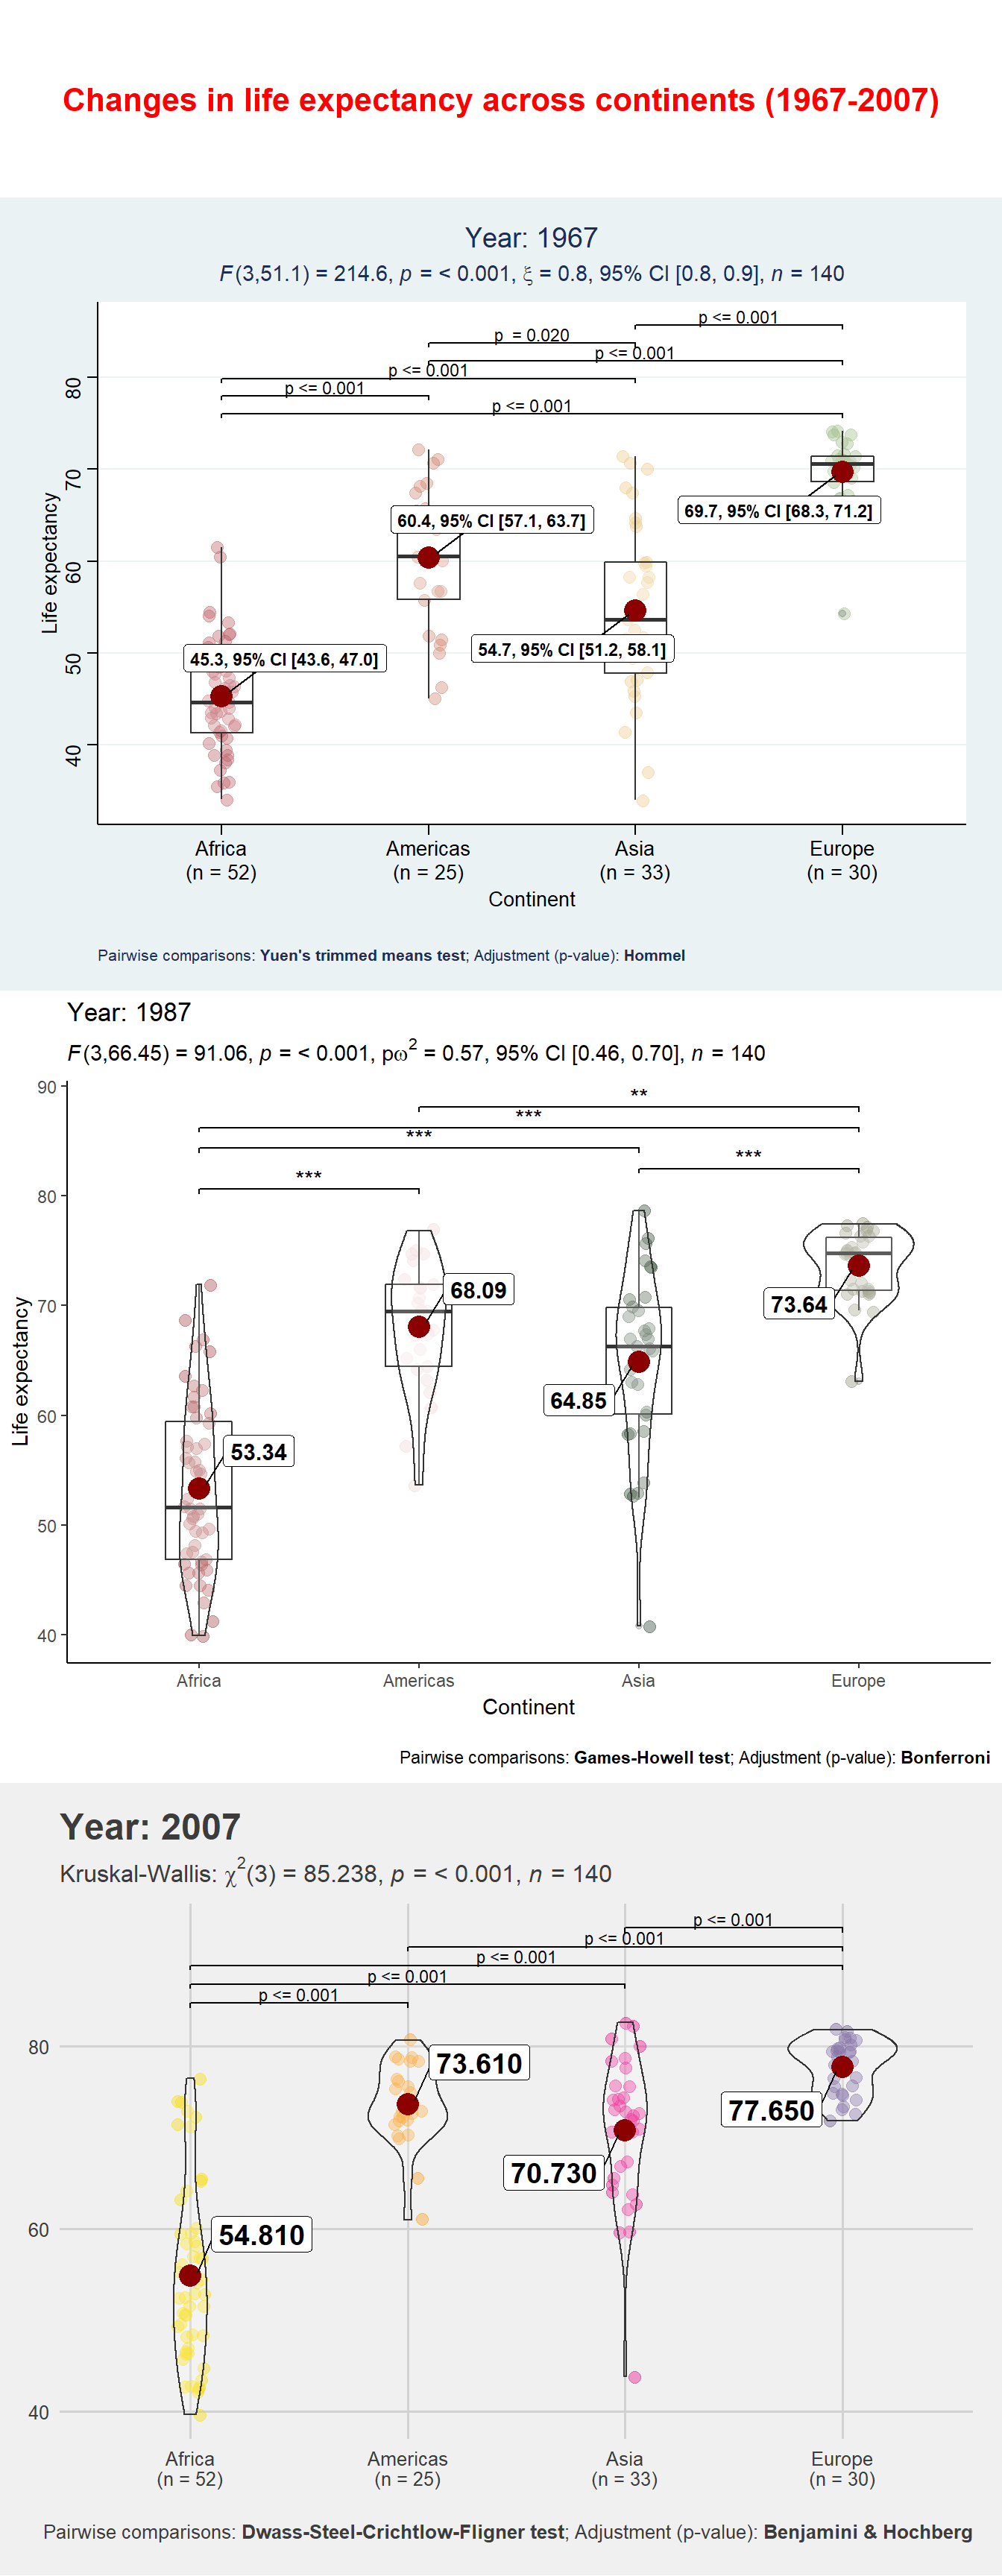 Changes in life expectancy across continents (1967-2007)
Year: 1967
F(3,51.1) = 214.6, p = < 0.001, ξ = 0.8, 95% CI [0.8, 0.9], n = 140
p <= 0.001
p = 0.020
p <= 0.001
p <= 0.001
p <= 0.001
p <= 0.001
80
70
60
50
40
Life expectancy
60.4, 95% CI [57.1, 63.7]
69.7, 95% CI [68.3, 71.2]
54.7, 95% CI [51.2, 58.1]
45.3, 95% CI [43.6, 47.0]
Africa Americas Asia Europe
(n = 52) (n = 25) (n = 33) (n = 30)
Continent
Pairwise comparisons: Yuen's trimmed means test; Adjustment (p-value): Hommel
Year: 1987
F(3,66.45) = 91.06, p = < 0.001, pω2 = 0.57, 95% CI [0.46, 0.70], n = 140
90
80
70
60
50
40
Life expectancy
**
***
***
***
***
68.09
73.64
64.85
53.34
Africa Americas Asia Europe
Continent
Pairwise comparisons: Games-Howell test; Adjustment (p-value): Bonferroni
Year: 2007
Kruskal-Wallis: χ2(3) = 85.238, p = < 0.001, n = 140
p <= 0.001
p <= 0.001
p <= 0.001
p <= 0.001
p <= 0.001
80
60
40
73.610
77.650
70.730
54.810
Africa Americas Asia Europe
(n = 52) (n = 25) (n = 33) (n = 30)
Pairwise comparisons: Dwass-Steel-Crichtlow-Fligner test; Adjustment (p-value): Benjamini & Hochberg